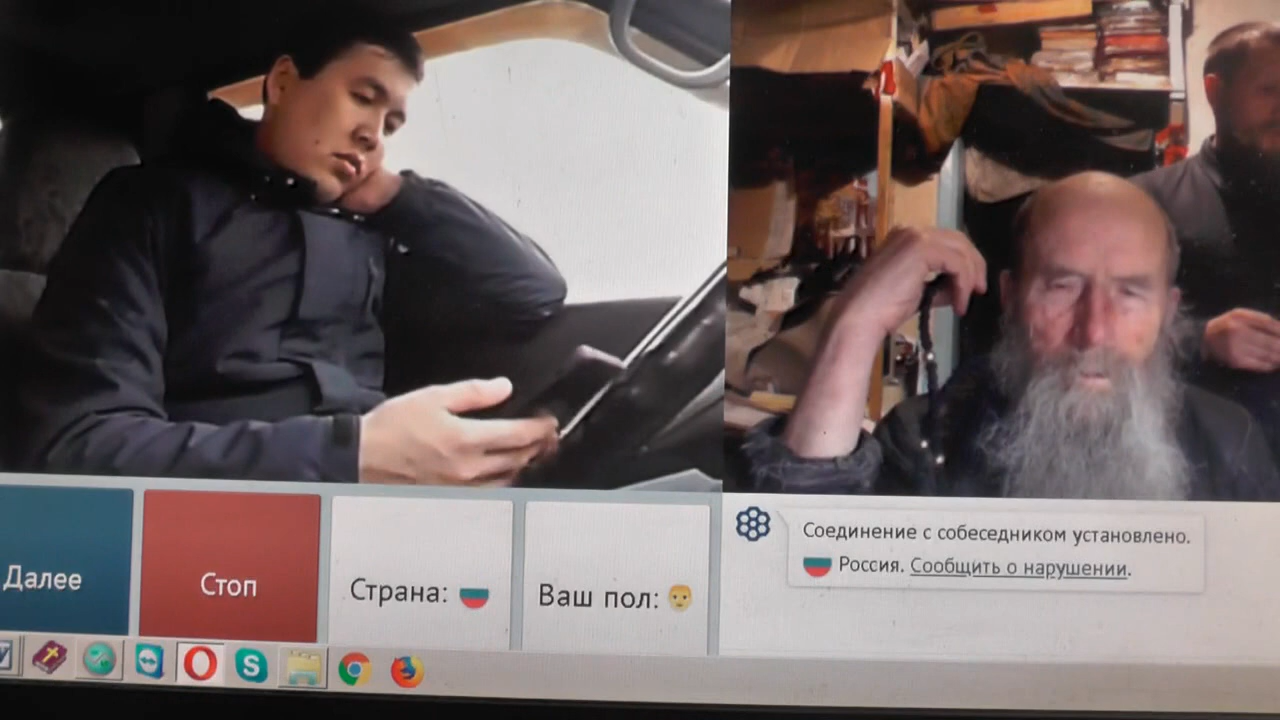 Далее
Стоп
Страна:
Ваш пол:
Соединение с собеседником установлено.
Россия. Сообщить о нарушении.